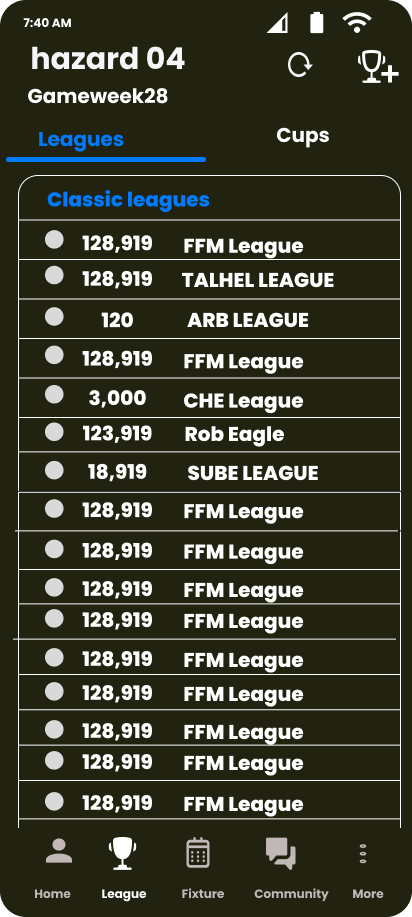 7:40 AM
hazard 04
Gameweek28
Leagues Cups
Classic leagues
128,919 FFM League
128,919 TALHEL LEAGUE
120 ARB LEAGUE
128,919 FFM League
3,000 CHE League
123,919 Rob Eagle
18,919 SUBE LEAGUE
128,919 FFM League
128,919 FFM League
128,919 FFM League
128,919 FFM League
128,919 FFM League
128,919 FFM League
128,919 FFM League
128,919 FFM League
128,919 FFM League
Home League Fixture Community More